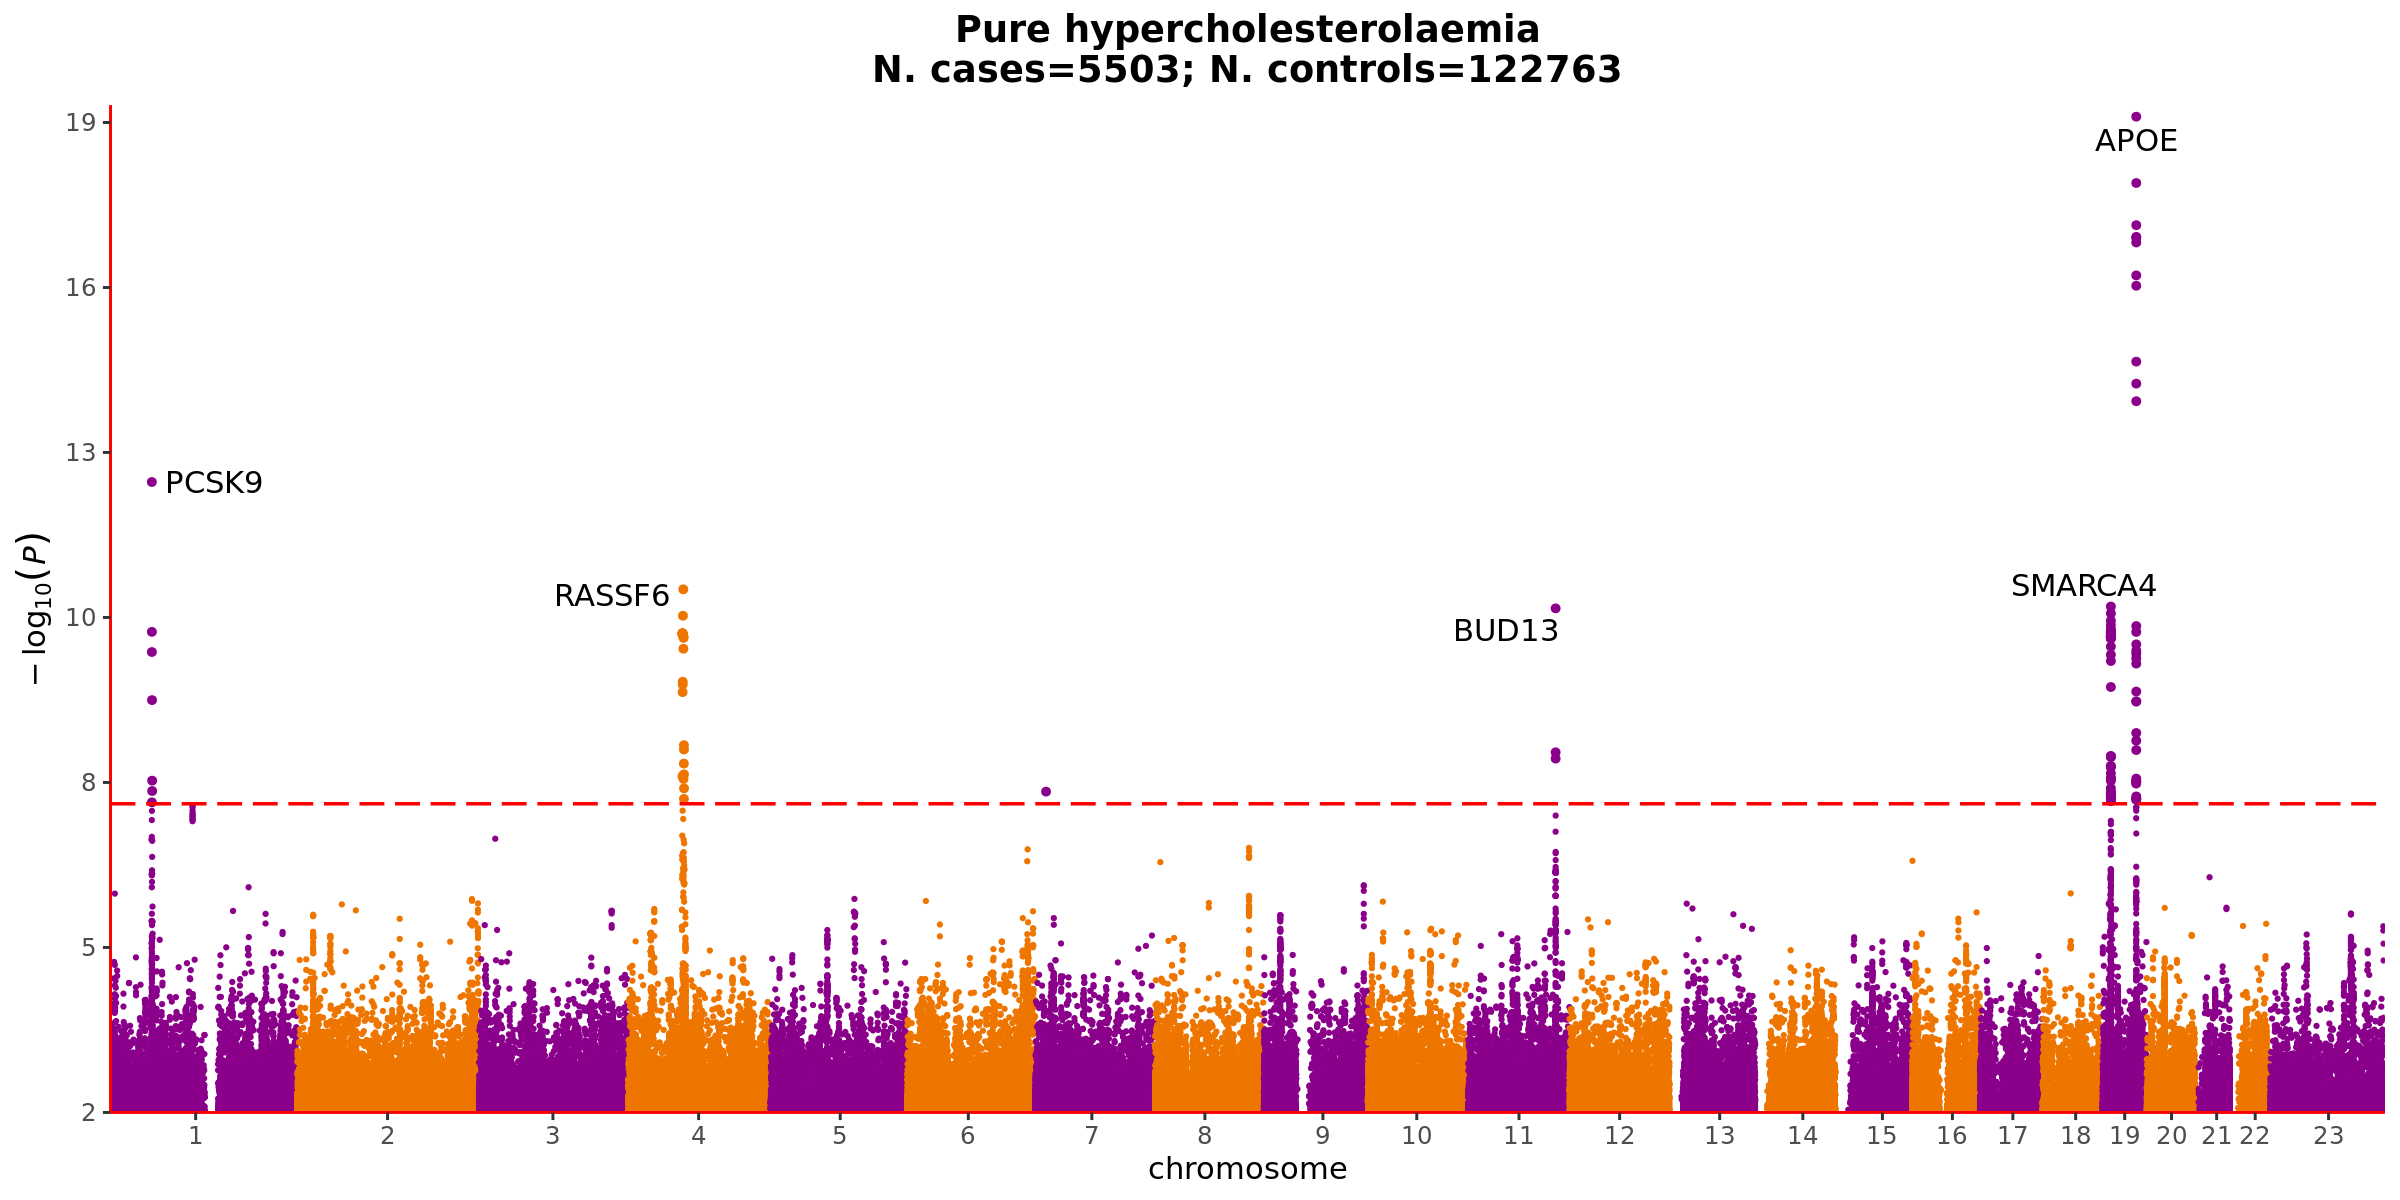 Pure hypercholesterolaemia
N. cases=5503; N. controls=122763
19
APOE
16
13
PCSK9
−log₁₀(P)
RASSF6
SMARCA4
10
BUD13
8
5
2
1 2 3 4 5 6 7 8 9 10 11 12 13 14 15 16 17 18 19 20 21 22 23
chromosome